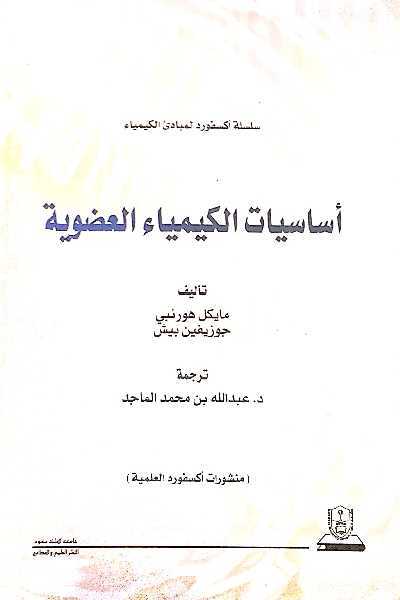 سلسلة أكسفورد لمبادئ الكيمياء
أساسيات الكيمياء العضوية
تأليف
مايكل هورنبي
جوزيفين بيش
ترجمة
د. عبدالله بن محمد الماجد
(منشورات أكسفورد العلمية)
جامعة الملك سعود
النشر العلمي والمطابع